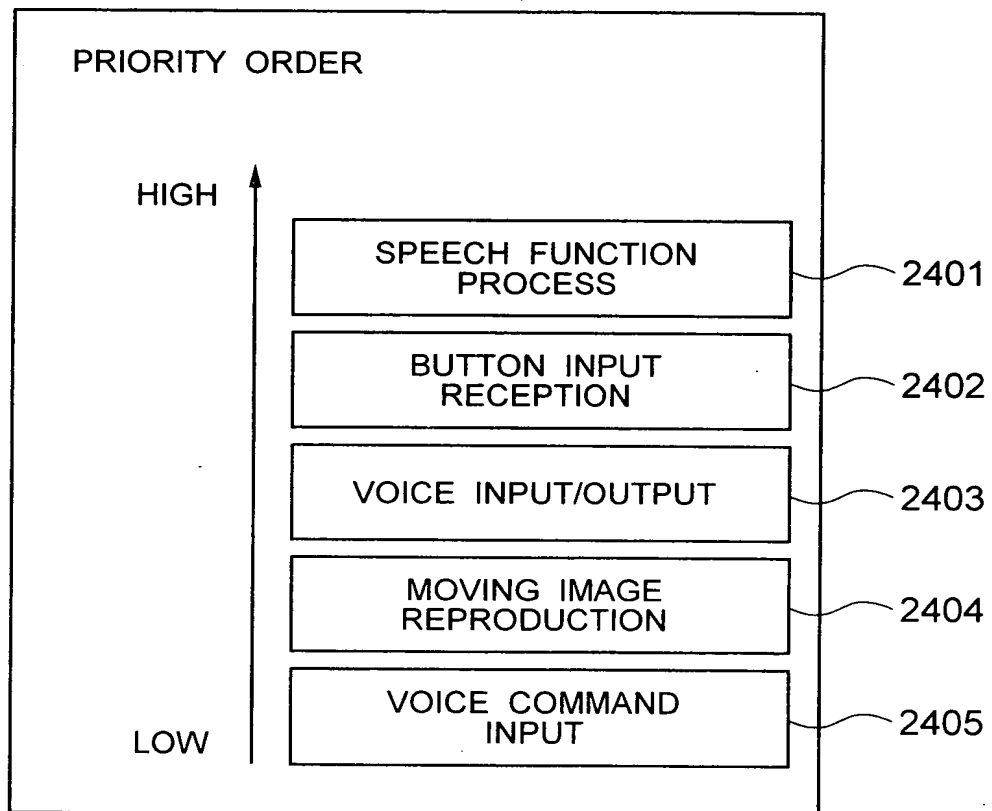 PRIORITY ORDER
HIGH
SPEECH FUNCTION
PROCESS
2401
BUTTON INPUT
RECEPTION
2402
VOICE INPUT/OUTPUT
2403
MOVING IMAGE
REPRODUCTION
2404
VOICE COMMAND
INPUT
2405
LOW